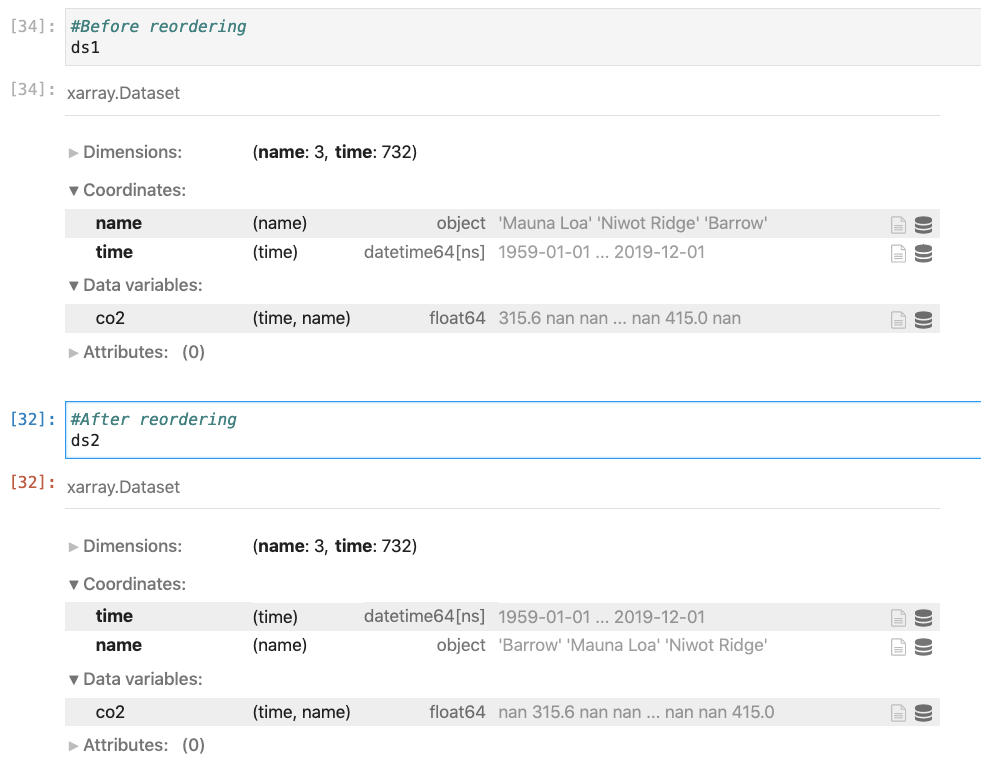 [34]: #Before reordering
ds1
[34]: xarray.Dataset
► Dimensions: (name: 3, time: 732)
▼ Coordinates:
name (name) object 'Mauna Loa' 'Niwot Ridge' 'Barrow'
time (time) datetime64[ns] 1959-01-01 ... 2019-12-01
▼ Data variables:
co2 (time, name) float64 315.6 nan nan ... nan 415.0 nan
► Attributes: (0)
[32]: #After reordering
ds2
[32]: xarray.Dataset
► Dimensions: (name: 3, time: 732)
▼ Coordinates:
time (time) datetime64[ns] 1959-01-01 ... 2019-12-01
name (name) object 'Barrow' 'Mauna Loa' 'Niwot Ridge'
▼ Data variables:
co2 (time, name) float64 nan 315.6 nan nan ... nan nan 415.0
► Attributes: (0)